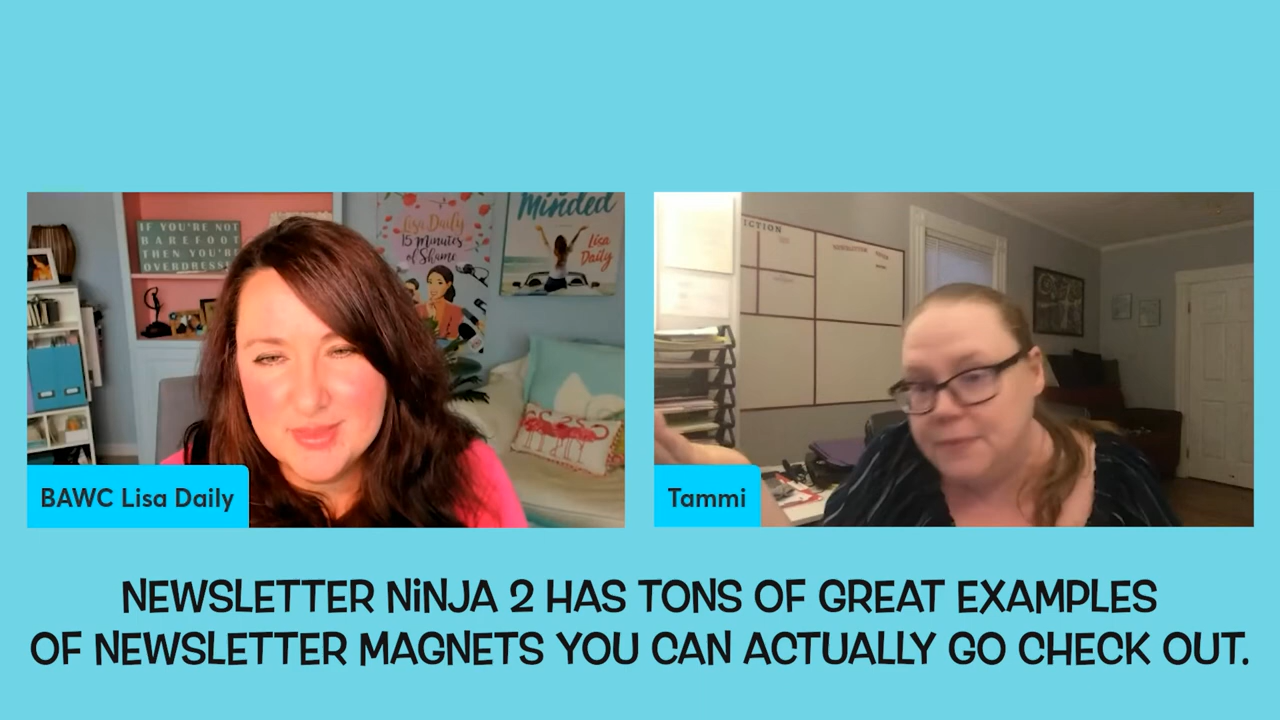 IF YOU'RE NOT
BAREFOOT
THEN YOU'RE
OVERDRESSED
Lisa Daily
15 Minutes
of Shame
Minded
Lisa
Daily
BAWC Lisa Daily
ICTION
NEWSLETTER
Tammi
NEWSLETTER NiNJA 2 HAS TONS OF GREAT EXAMPLES
OF NEWSLETTER MAGNETS YOU CAN ACTUALLY GO CHECK OUT.